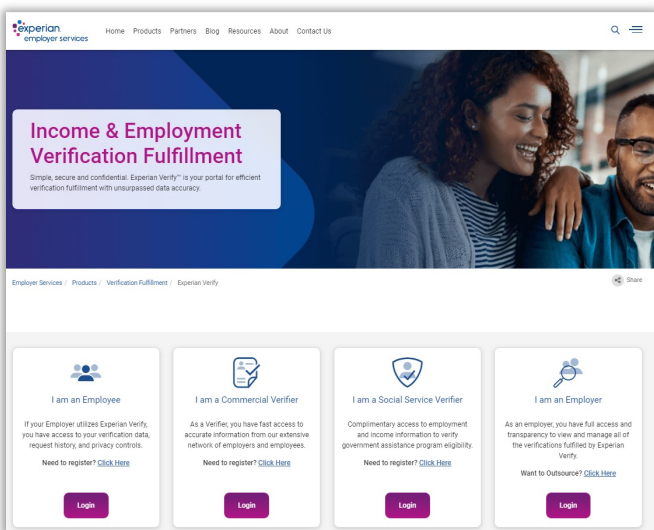 experian.
employer services
Home Products Partners Blog Resources About Contact Us
Income & Employment
Verification Fulfillment
Simple, secure and confidential. Experian Verify™ is your portal for efficient
verification fulfillment with unsurpassed data accuracy.
Employer Services / Products / Verification Fulfillment / Experian Verify
Share
I am an Employee
If your Employer utilizes Experian Verify,
you have access to your verification data,
request history, and privacy controls.
Need to register? Click Here
Login
I am a Commercial Verifier
As a Verifier, you have fast access to
accurate information from our extensive
network of employers and employees.
Need to register? Click Here
Login
I am a Social Service Verifier
Complimentary access to employment
and income information to verify
government assistance program eligibility.
Need to register? Click Here
Login
I am an Employer
As an employer, you have full access and
transparency to view and manage all of
the verifications fulfilled by Experian
Verify.
Want to Outsource? Click Here
Login